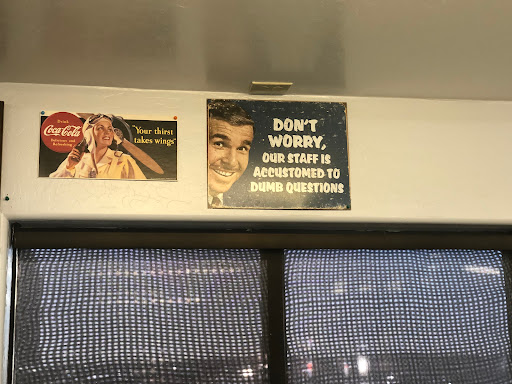 Drink
Coca-Cola
Delicious and
Refreshing
"Your thirst
takes wings"
DON'T
WORRY,
OUR STAFF IS
ACCUSTOMED TO
DUMB QUESTIONS